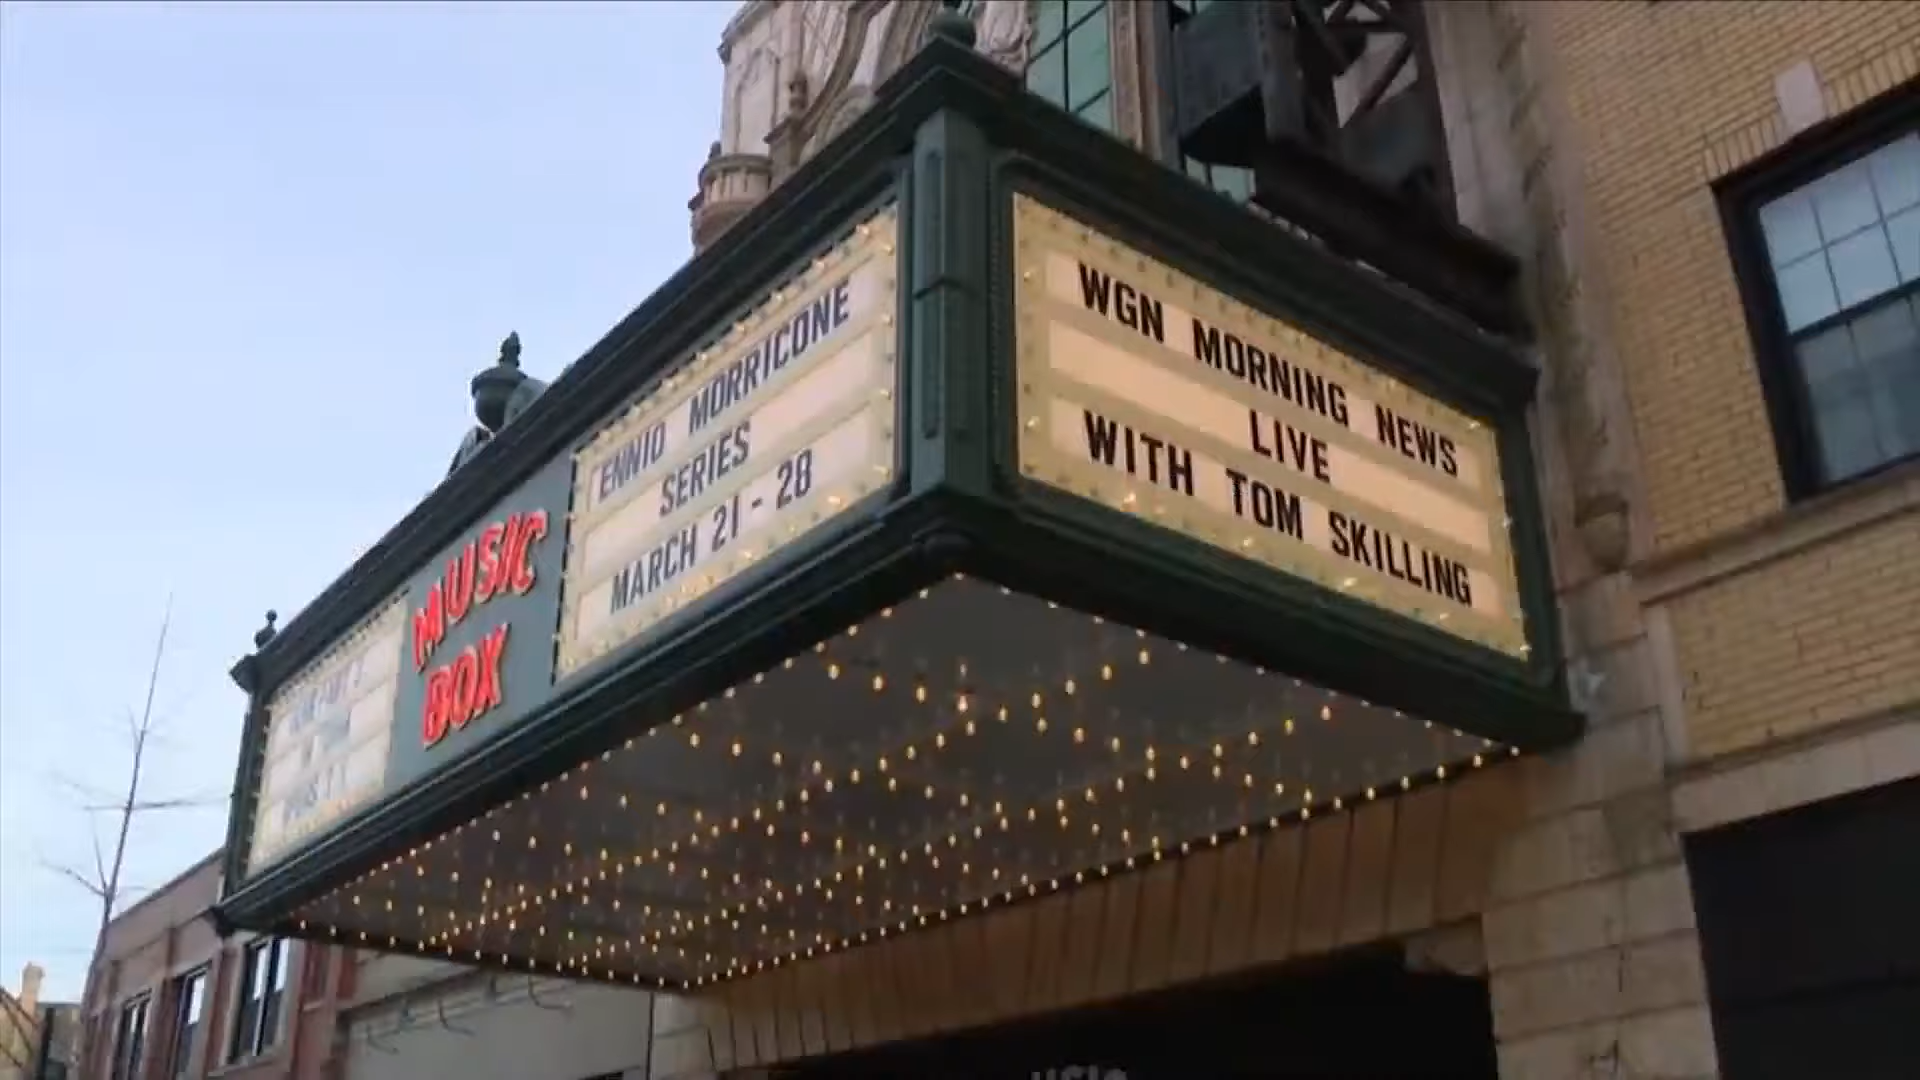 MUSIC
BOX
ENNIO MORRICONE
SERIES
MARCH 21 - 28
WGN MORNING NEWS
LIVE
WITH TOM SKILLING